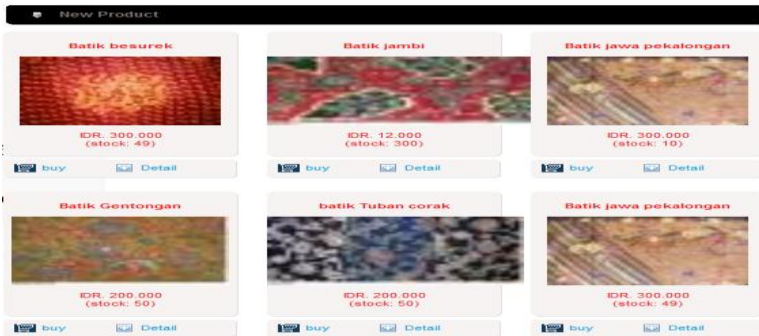 New Product
Batik besurek
IDR. 300.000
(stock: 49)
buy Detail
Batik jambi
IDR. 12.000
(stock: 300)
buy Detail
Batik jawa pekalongan
IDR. 300.000
(stock: 10)
buy Detail
Batik Gentongan
IDR. 200.000
(stock: 50)
buy Detail
batik Tuban corak
IDR. 200.000
(stock: 50)
buy Detail
Batik jawa pekalongan
IDR. 300.000
(stock: 49)
buy Detail